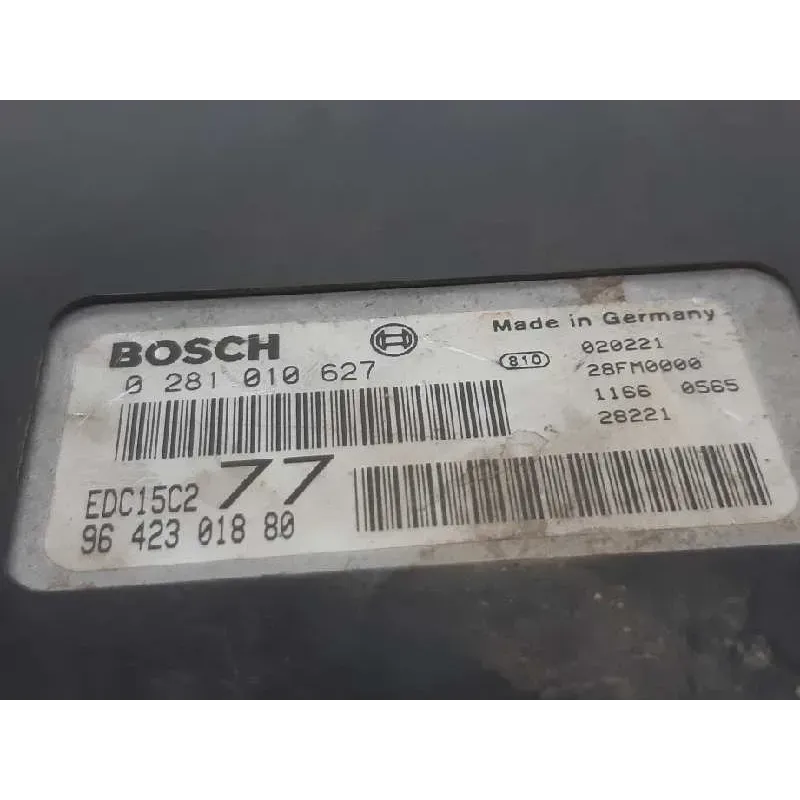 BOSCH
0 281 010 627
Made in Germany
810
020221
28FM0000
1166 0565
28221
EDC15C2 77
96 423 018 80